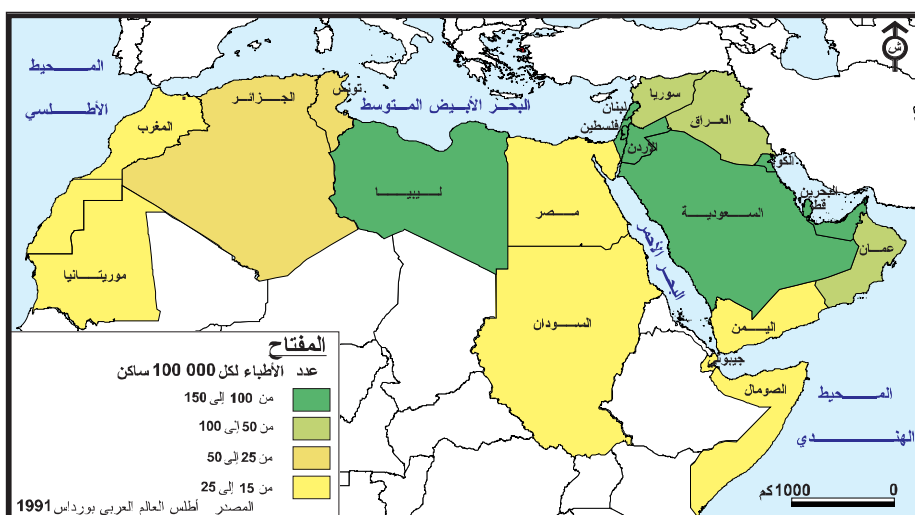 المحيط
الأطلسي
ش
البحر الأبيض المتوسط
البحر الأحمر
المحيط
الهندي
تونس
الجزائر
المغرب
ليبيا
مصر
موريتانيا
السودان
سوريا
لبنان
العراق
فلسطين
الأردن
الكو
البحرين
قطر
السعودية
عمان
اليمن
جيبوتي
الصومال
المفتاح
عدد الأطباء لكل 000 100 ساكن
من 100 إلى 150
من 50 إلى 100
من 25 إلى 50
من 15 إلى 25
المصدر أطلس العالم العربي بورداس 1991
0 1000 كم